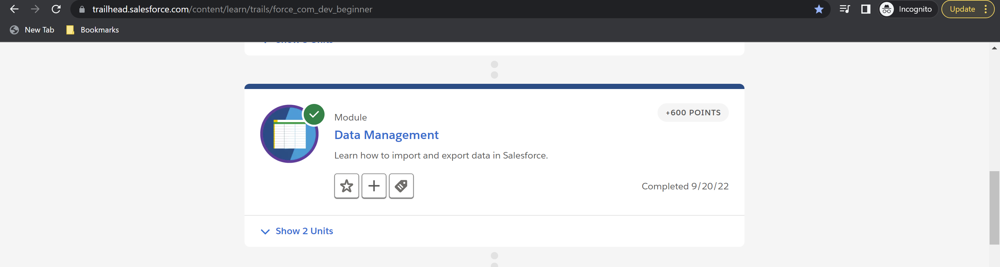 trailhead.salesforce.com/content/learn/trails/force_com_dev_beginner
Incognito
Update
New Tab
Bookmarks
Module
+600 POINTS
Data Management
Learn how to import and export data in Salesforce.
Completed 9/20/22
Show 2 Units